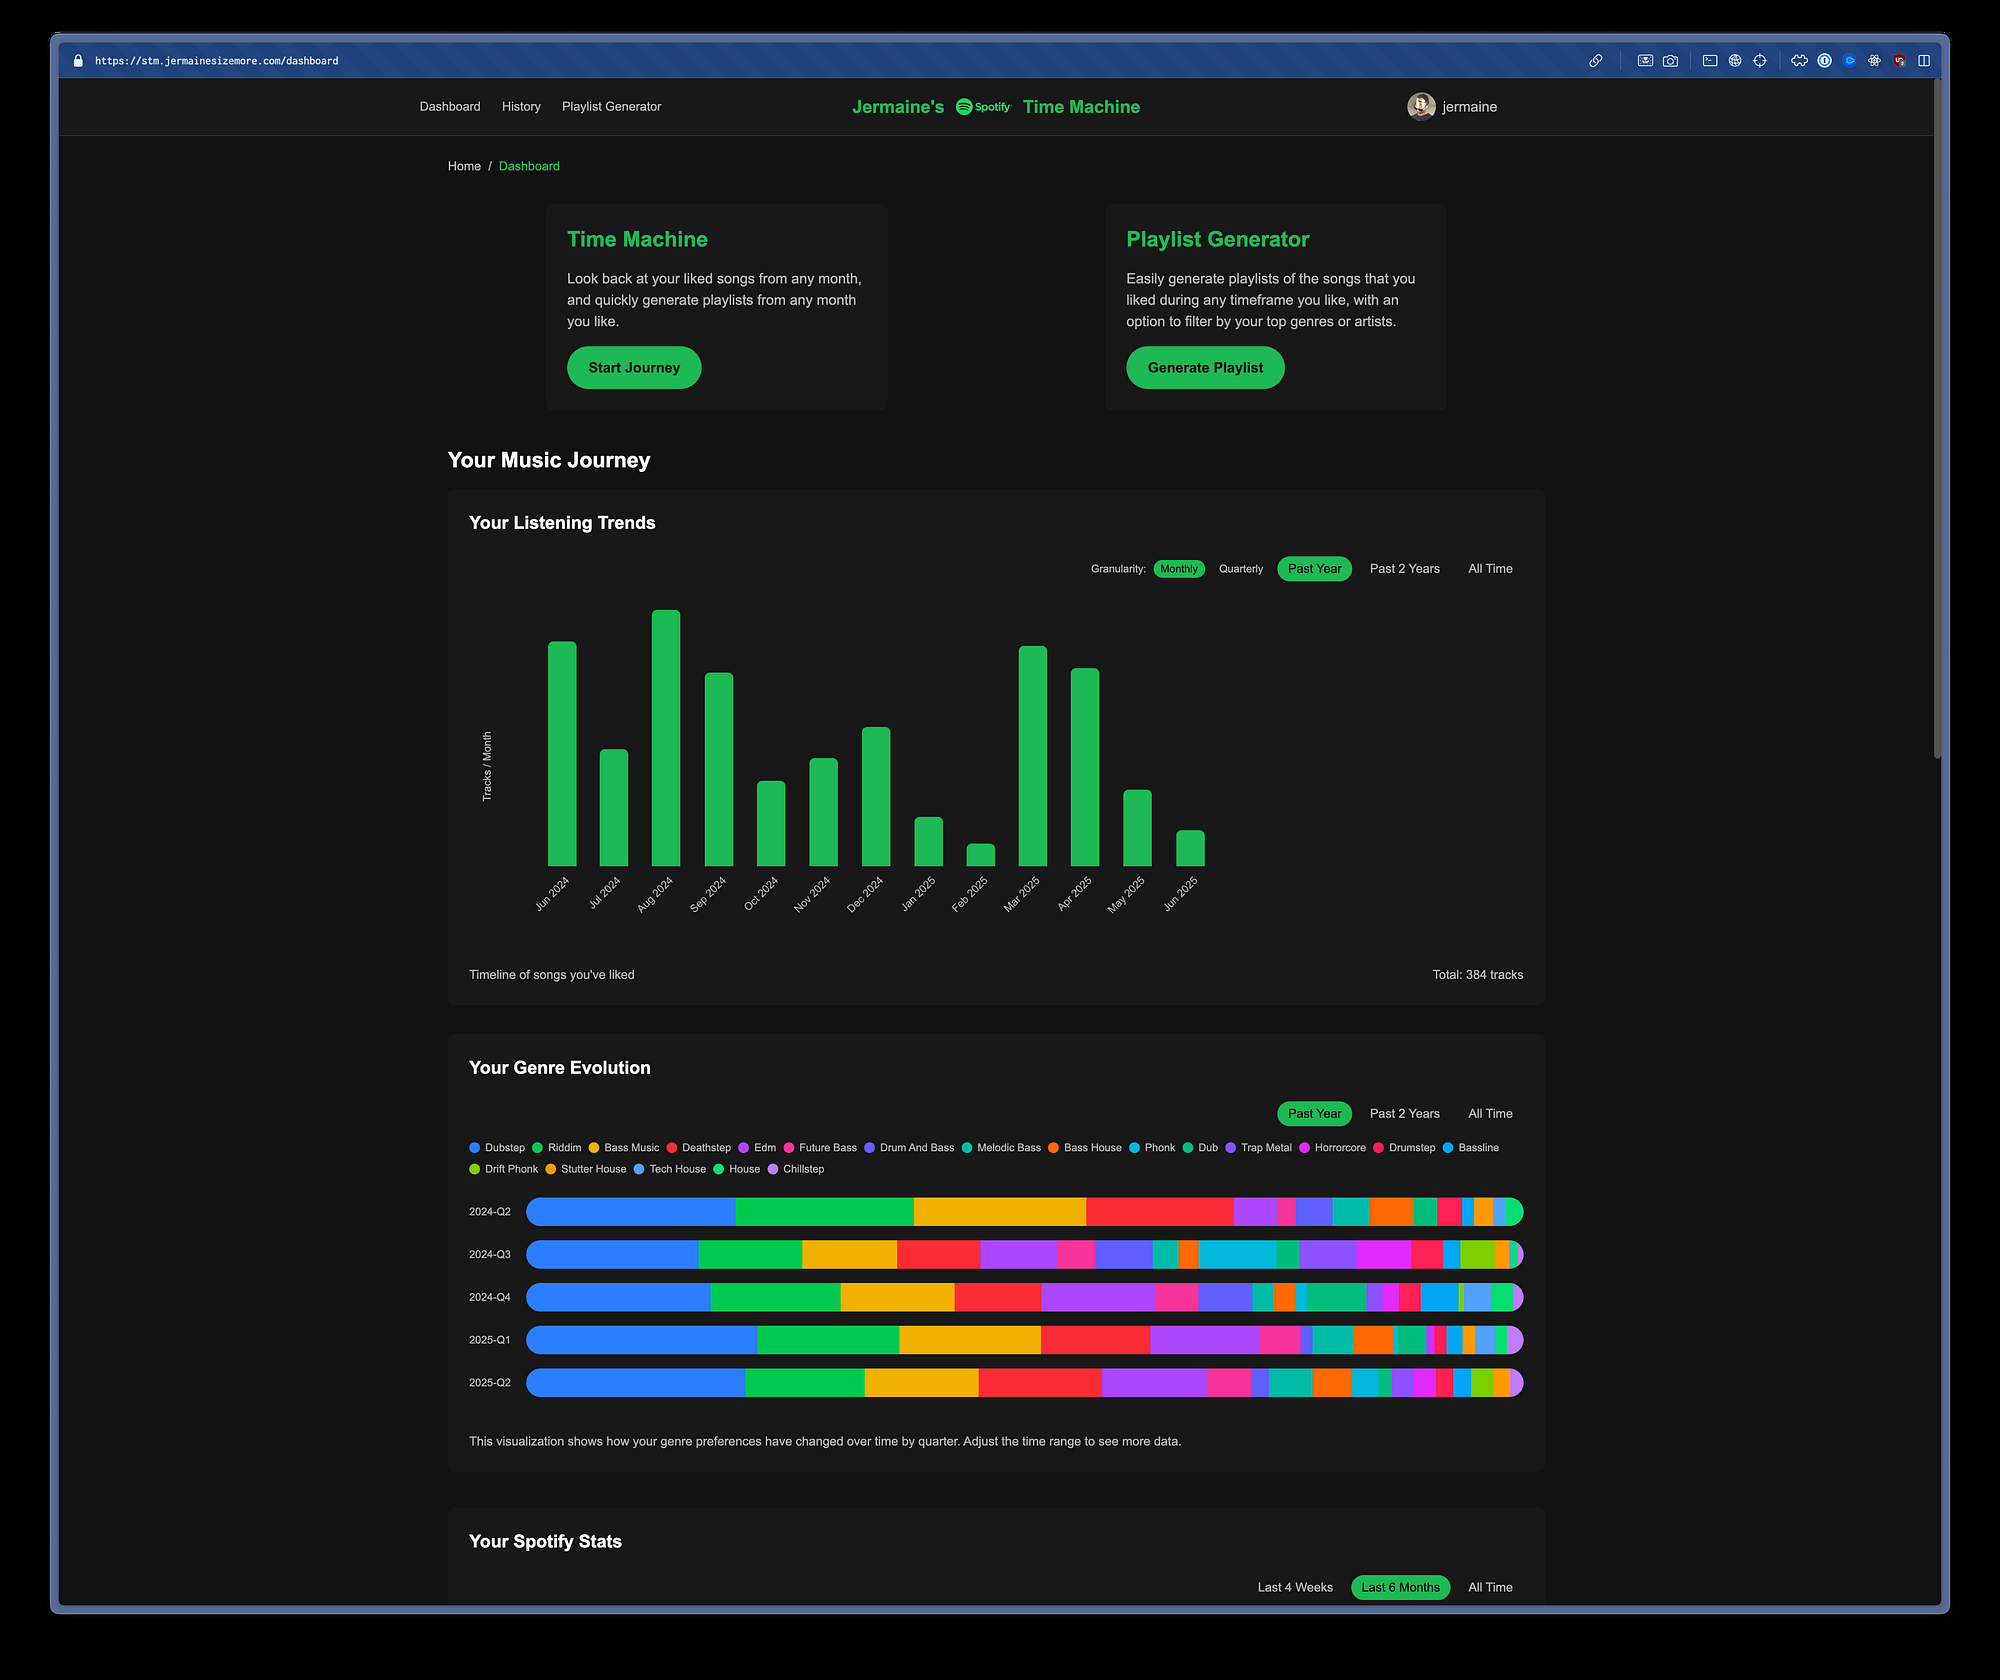 https://stm.jermainesizemore.com/dashboard
Dashboard History Playlist Generator
Jermaine's Spotify Time Machine
jermaine
Home / Dashboard
Time Machine
Look back at your liked songs from any month,
and quickly generate playlists from any month
you like.
Start Journey
Playlist Generator
Easily generate playlists of the songs that you
liked during any timeframe you like, with an
option to filter by your top genres or artists.
Generate Playlist
Your Music Journey
Your Listening Trends
Granularity: Monthly Quarterly Past Year Past 2 Years All Time
Tracks / Month
Jun 2024
Jul 2024
Aug 2024
Sep 2024
Oct 2024
Nov 2024
Dec 2024
Jan 2025
Feb 2025
Mar 2025
Apr 2025
May 2025
Jun 2025
Timeline of songs you've liked
Total: 384 tracks
Your Genre Evolution
Past Year Past 2 Years All Time
Dubstep Riddim Bass Music Deathstep Edm Future Bass Drum And Bass Melodic Bass Bass House Phonk Dub Trap Metal Horrorcore Drumstep Bassline
Drift Phonk Stutter House Tech House House Chillstep
2024-Q2
2024-Q3
2024-Q4
2025-Q1
2025-Q2
This visualization shows how your genre preferences have changed over time by quarter. Adjust the time range to see more data.
Your Spotify Stats
Last 4 Weeks Last 6 Months All Time